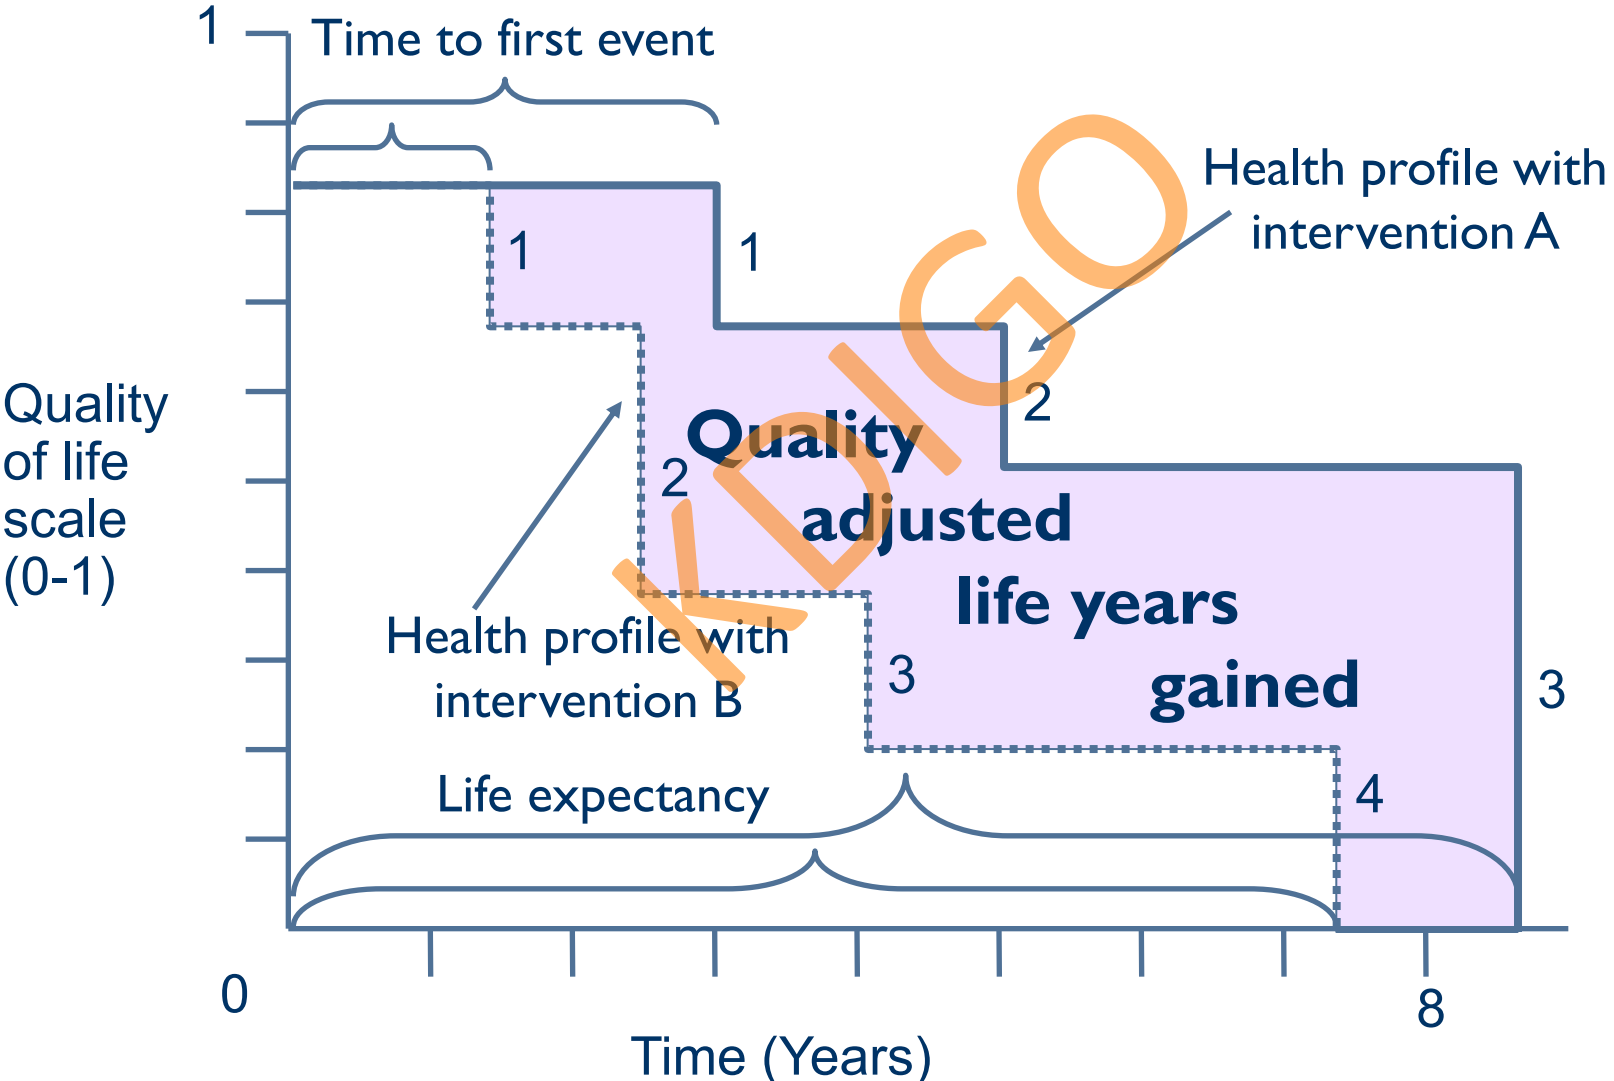 1
Time to first event
Health profile with
intervention A
1
1
Quality
of life
scale
(0-1)
2
Quality
2
adjusted
life years
Health profile with
intervention B
3
gained
3
Life expectancy
4
0
8
Time (Years)
KDIGO